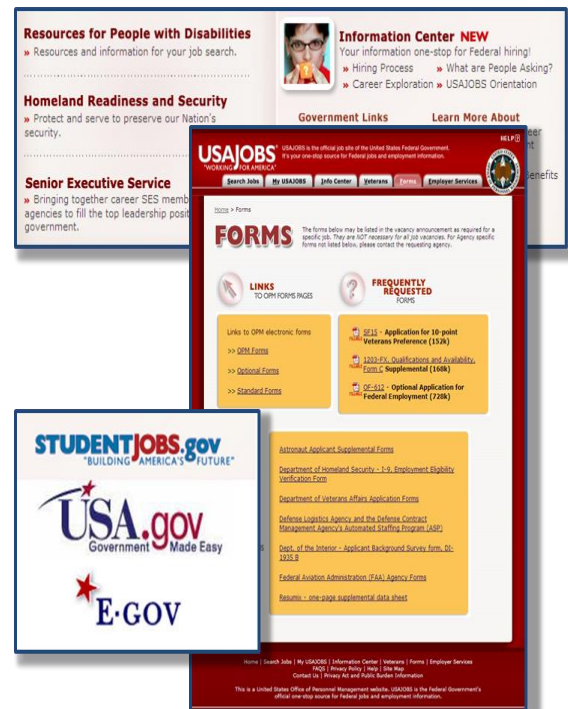 Resources for People with Disabilities
» Resources and information for your job search.
Homeland Readiness and Security
» Protect and serve to preserve our Nation's
security.
Senior Executive Service
» Bringing together career SES memb
agencies to fill the top leadership posit
government.
Information Center NEW
Your information one-stop for Federal hiring!
» Hiring Process » What are People Asking?
» Career Exploration » USAJOBS Orientation
Government Links Learn More About
Benefits
HELP
USAJOBS
"WORKING FOR AMERICA"
USAJOBS is the official job site of the United States Federal Government.
It's your one-stop source for Federal jobs and employment information.
Search Jobs My USAJOBS Info Center Veterans Forms Employer Services
Home > Forms
FORMS
The forms below may be listed in the vacancy announcement as required for a
specific job. They are NOT necessary for all job vacancies. For Agency specific
forms not listed below, please contact the requesting agency.
LINKS
TO OPM FORMS PAGES
?
FREQUENTLY
REQUESTED
FORMS
Links to OPM electronic forms
>> OPM Forms
>> Optional Forms
>> Standard Forms
SF15 - Application for 10-point
Veterans Preference (152k)
1203-FX, Qualifications and Availability,
Form C Supplemental (168k)
OF-612 - Optional Application for
Federal Employment (728k)
Astronaut Applicant Supplemental Forms
Department of Homeland Security - I-9, Employment Eligibility
Verification Form
Department of Veterans Affairs Application Forms
Defense Logistics Agency and the Defense Contract
Management Agency's Automated Staffing Program (ASP)
Dept. of the Interior - Applicant Background Survey form, DI-
1935 B
Federal Aviation Administration (FAA) Agency Forms
Resumix - one-page supplemental data sheet
Home | Search Jobs | My USAJOBS | Information Center | Veterans | Forms | Employer Services
FAQS | Privacy Policy | Help | Site Map
Contact Us | Privacy Act and Public Burden Information
This is a United States Office of Personnel Management website. USAJOBS is the Federal Government's
official one-stop source for Federal jobs and employment information.
STUDENTJOBS.gov
"BUILDING AMERICA'S FUTURE"
USA.gov
Government Made Easy
E-GOV